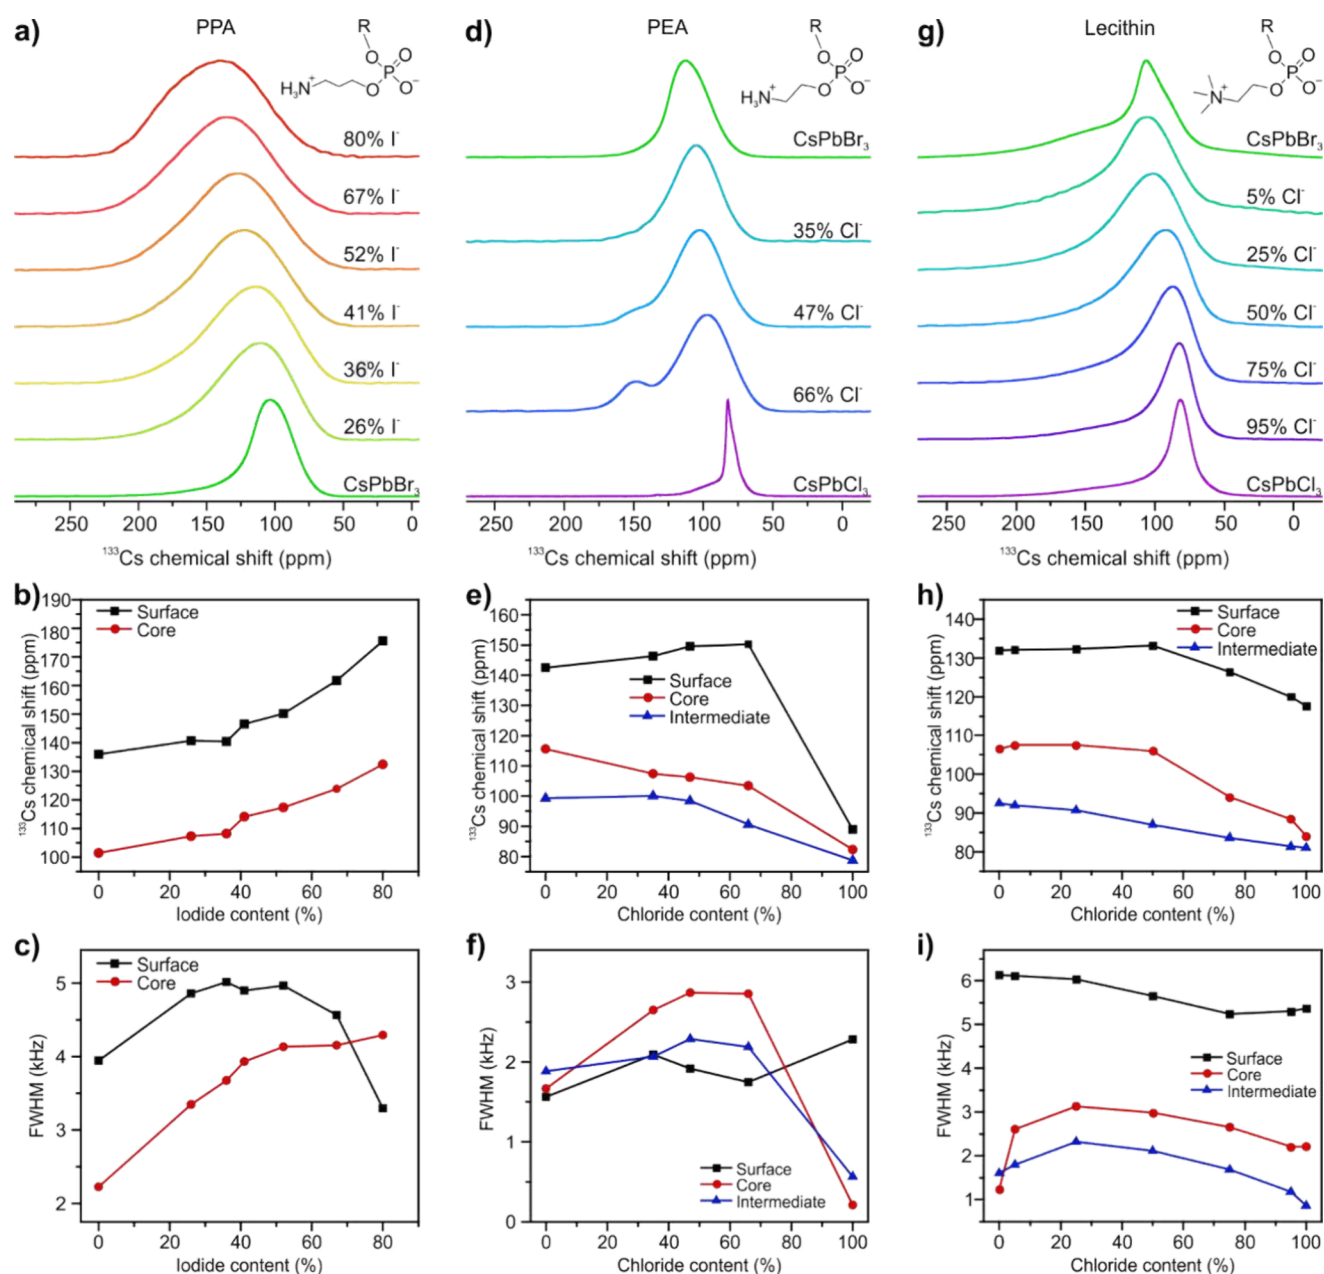 a)
PPA
R
O
O
P
O
O⁻
H₃N⁺
80% I⁻
67% I⁻
52% I⁻
41% I⁻
36% I⁻
26% I⁻
CsPbBr₃
250 200 150 100 50 0
¹³³Cs chemical shift (ppm)
d)
PEA
R
O
O
P
O
O⁻
H₃N⁺
CsPbBr₃
35% Cl⁻
47% Cl⁻
66% Cl⁻
CsPbCl₃
250 200 150 100 50 0
¹³³Cs chemical shift (ppm)
g)
Lecithin
R
O
O
P
O
O⁻
N⁺
CsPbBr₃
5% Cl⁻
25% Cl⁻
50% Cl⁻
75% Cl⁻
95% Cl⁻
CsPbCl₃
250 200 150 100 50 0
¹³³Cs chemical shift (ppm)
b)
Surface
Core
¹³³Cs chemical shift (ppm)
190
180
170
160
150
140
130
120
110
100
0 20 40 60 80
Iodide content (%)
e)
Surface
Core
Intermediate
¹³³Cs chemical shift (ppm)
160
150
140
130
120
110
100
90
80
0 20 40 60 80 100
Chloride content (%)
h)
Surface
Core
Intermediate
¹³³Cs chemical shift (ppm)
140
130
120
110
100
90
80
0 20 40 60 80 100
Chloride content (%)
c)
Surface
Core
FWHM (kHz)
5
4
3
2
0 20 40 60 80
Iodide content (%)
f)
FWHM (kHz)
3
2
1
0
Surface
Core
Intermediate
0 20 40 60 80 100
Chloride content (%)
i)
FWHM (kHz)
6
5
4
3
2
1
Surface
Core
Intermediate
0 20 40 60 80 100
Chloride content (%)